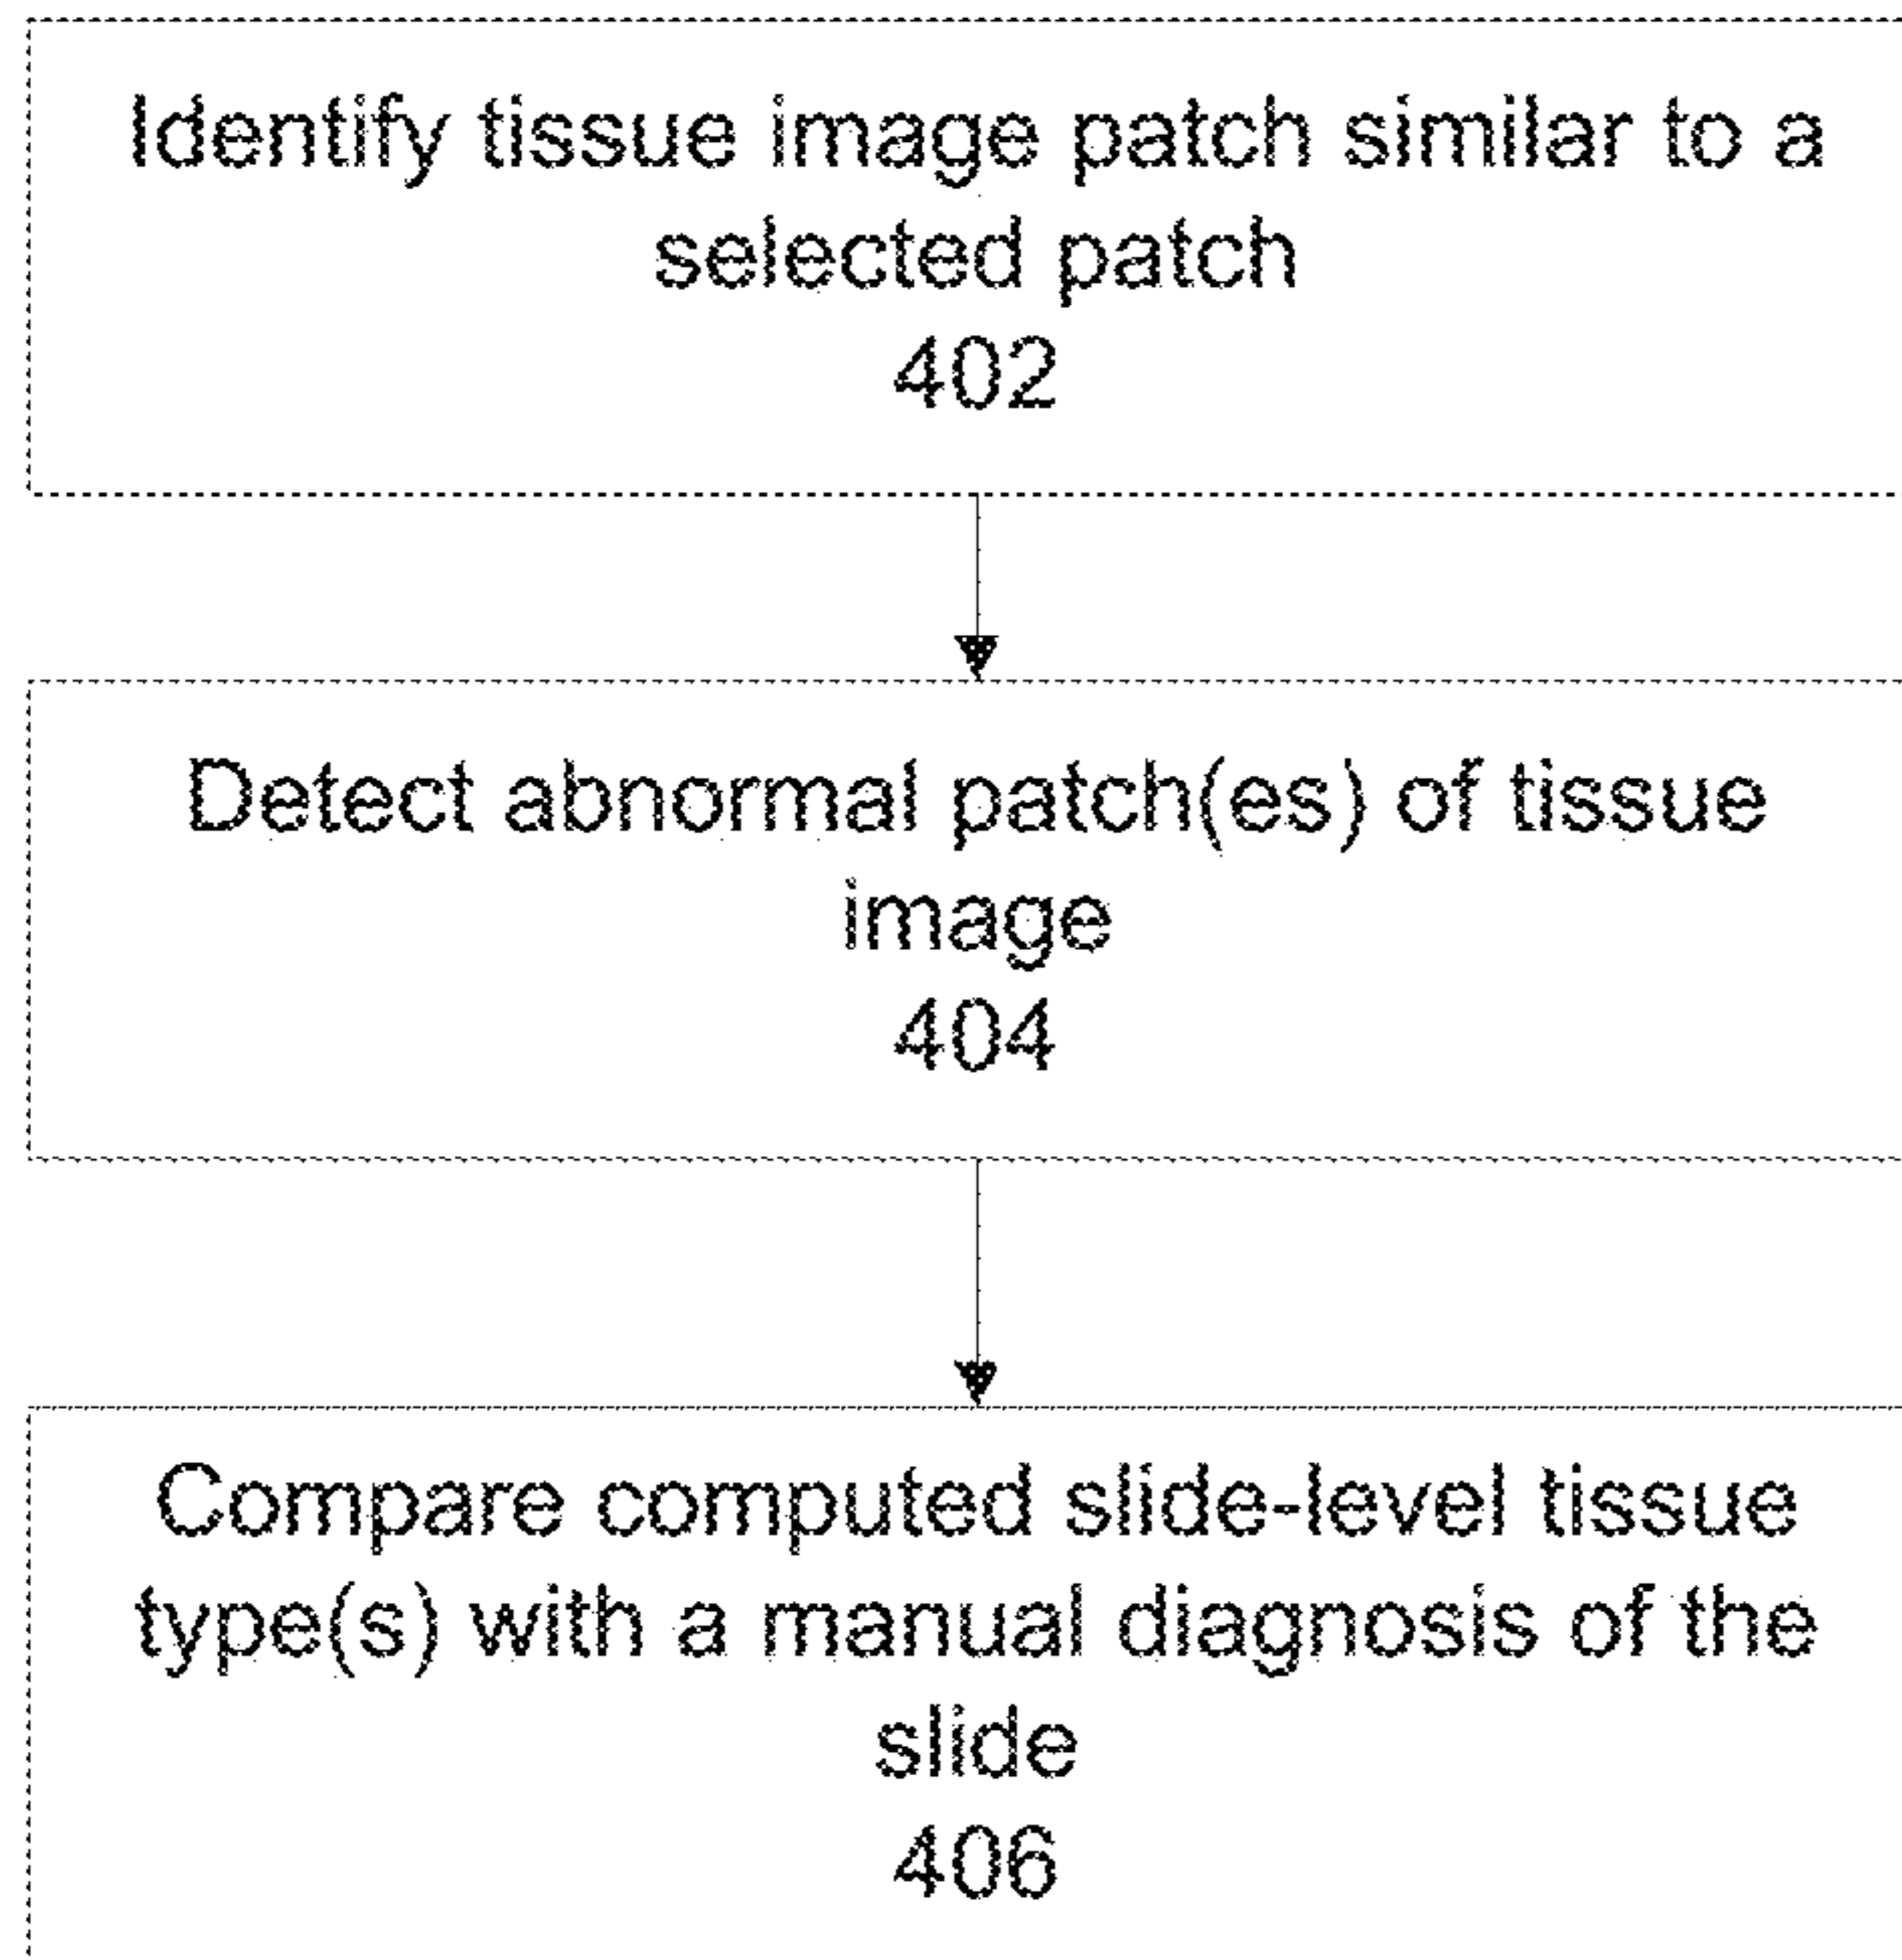 Identify tissue image patch similar to a
selected patch
402
Detect abnormal patch(es) of tissue
image
404
Compare computed slide-level tissue
type(s) with a manual diagnosis of the
slide
406